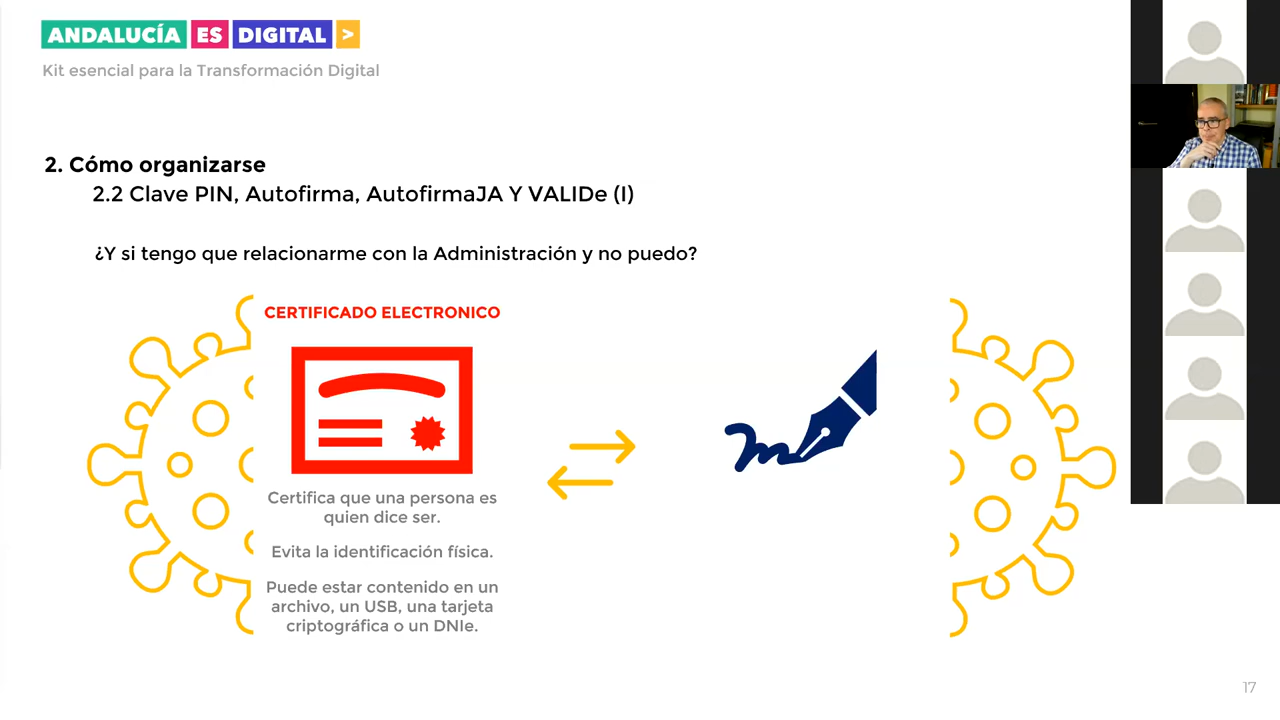 ANDALUCÍA ES DIGITAL >
Kit esencial para la Transformación Digital
2. Cómo organizarse
2.2 Clave PIN, Autofirma, AutofirmaJA Y VALIDe (I)
¿Y si tengo que relacionarme con la Administración y no puedo?
CERTIFICADO ELECTRONICO
Certifica que una persona es
quien dice ser.
Evita la identificación física.
Puede estar contenido en un
archivo, un USB, una tarjeta
criptográfica o un DNIe.
17